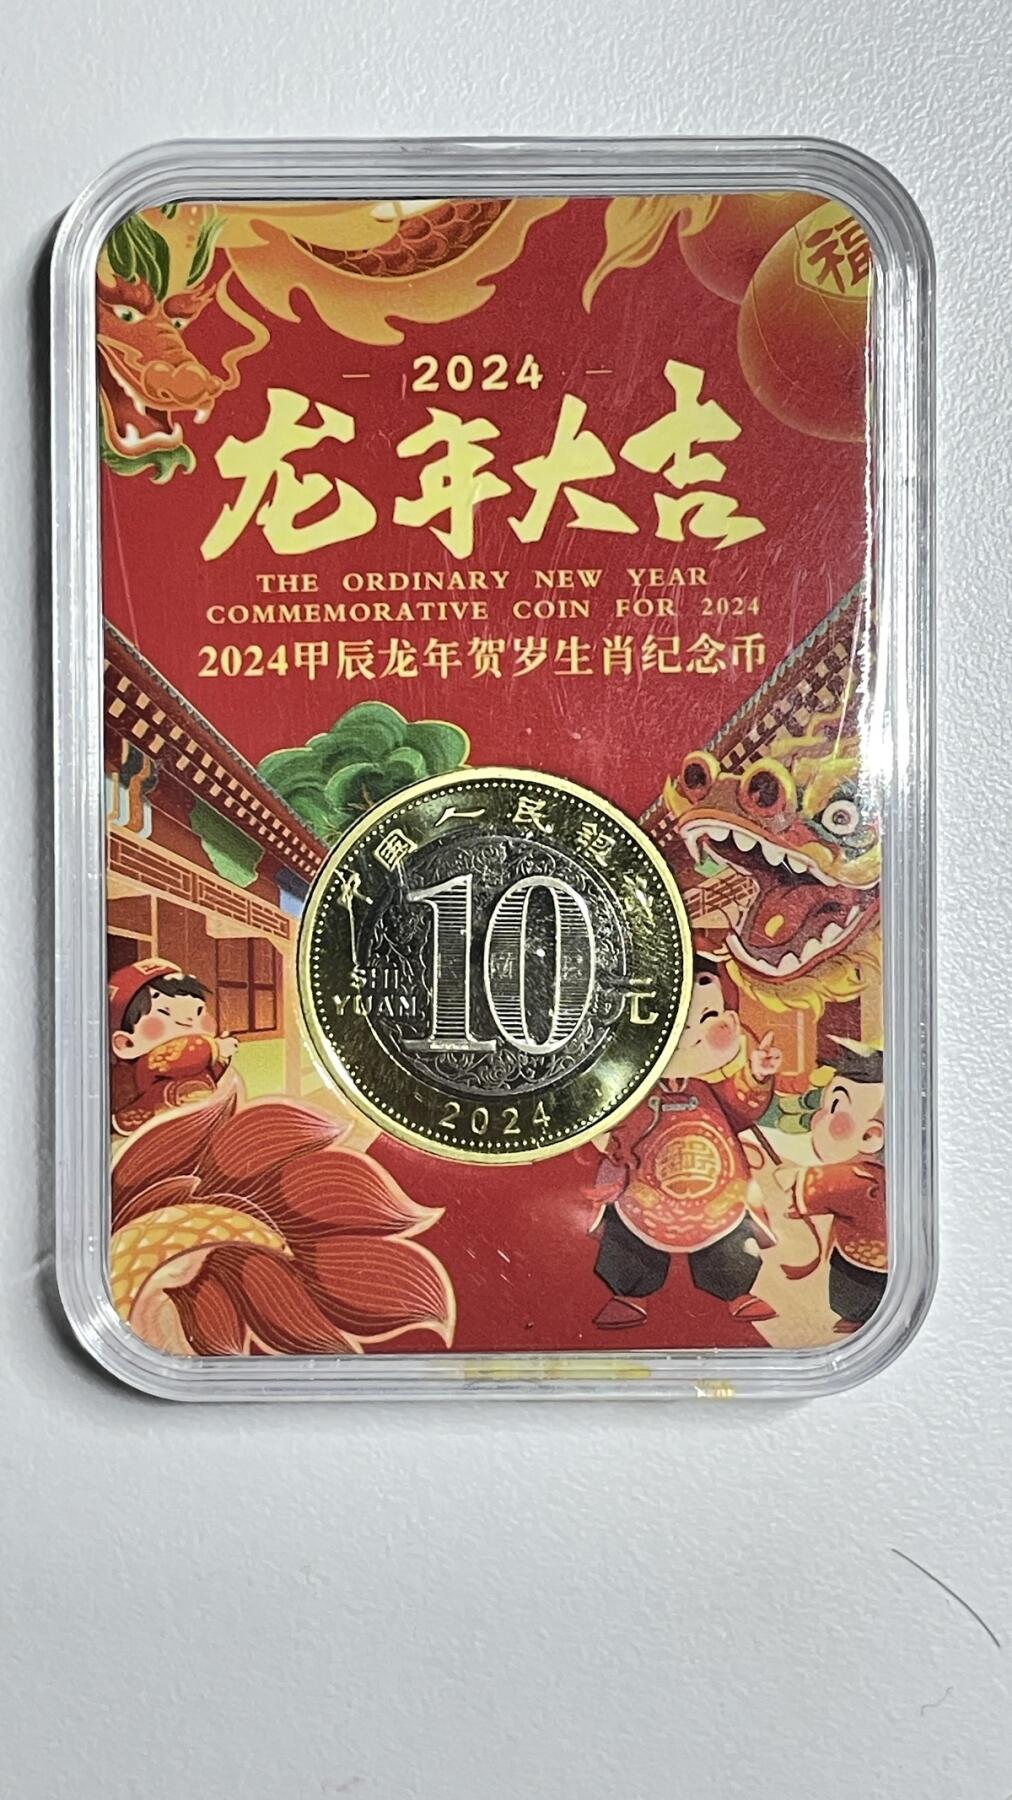 福
2024
龙年大吉
THE ORDINARY NEW YEAR
COMMEMORATIVE COIN FOR 2024
2024甲辰龙年贺岁生肖纪念币
中國人民銀行
10
SHI
YUAN
元
2024